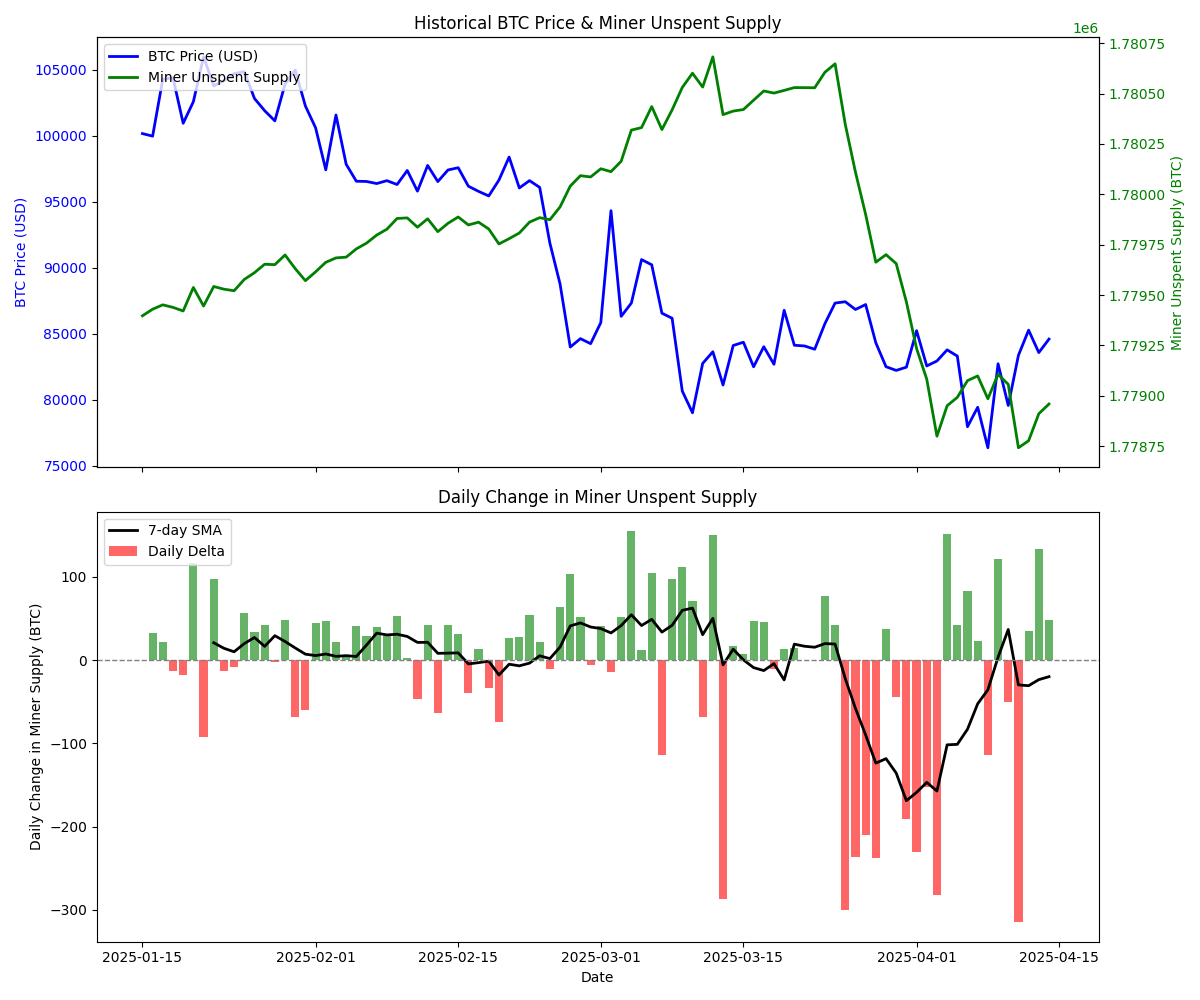 Historical BTC Price & Miner Unspent Supply
1e6
BTC Price (USD)
Miner Unspent Supply
105000
100000
95000
90000
85000
80000
75000
BTC Price (USD)
1.78075
1.78050
1.78025
1.78000
1.77975
1.77950
1.77925
1.77900
1.77875
Miner Unspent Supply (BTC)
Daily Change in Miner Unspent Supply
7-day SMA
Daily Delta
100
0
−100
−200
−300
Daily Change in Miner Supply (BTC)
2025-01-15
2025-02-01
2025-02-15
2025-03-01
2025-03-15
2025-04-01
2025-04-15
Date